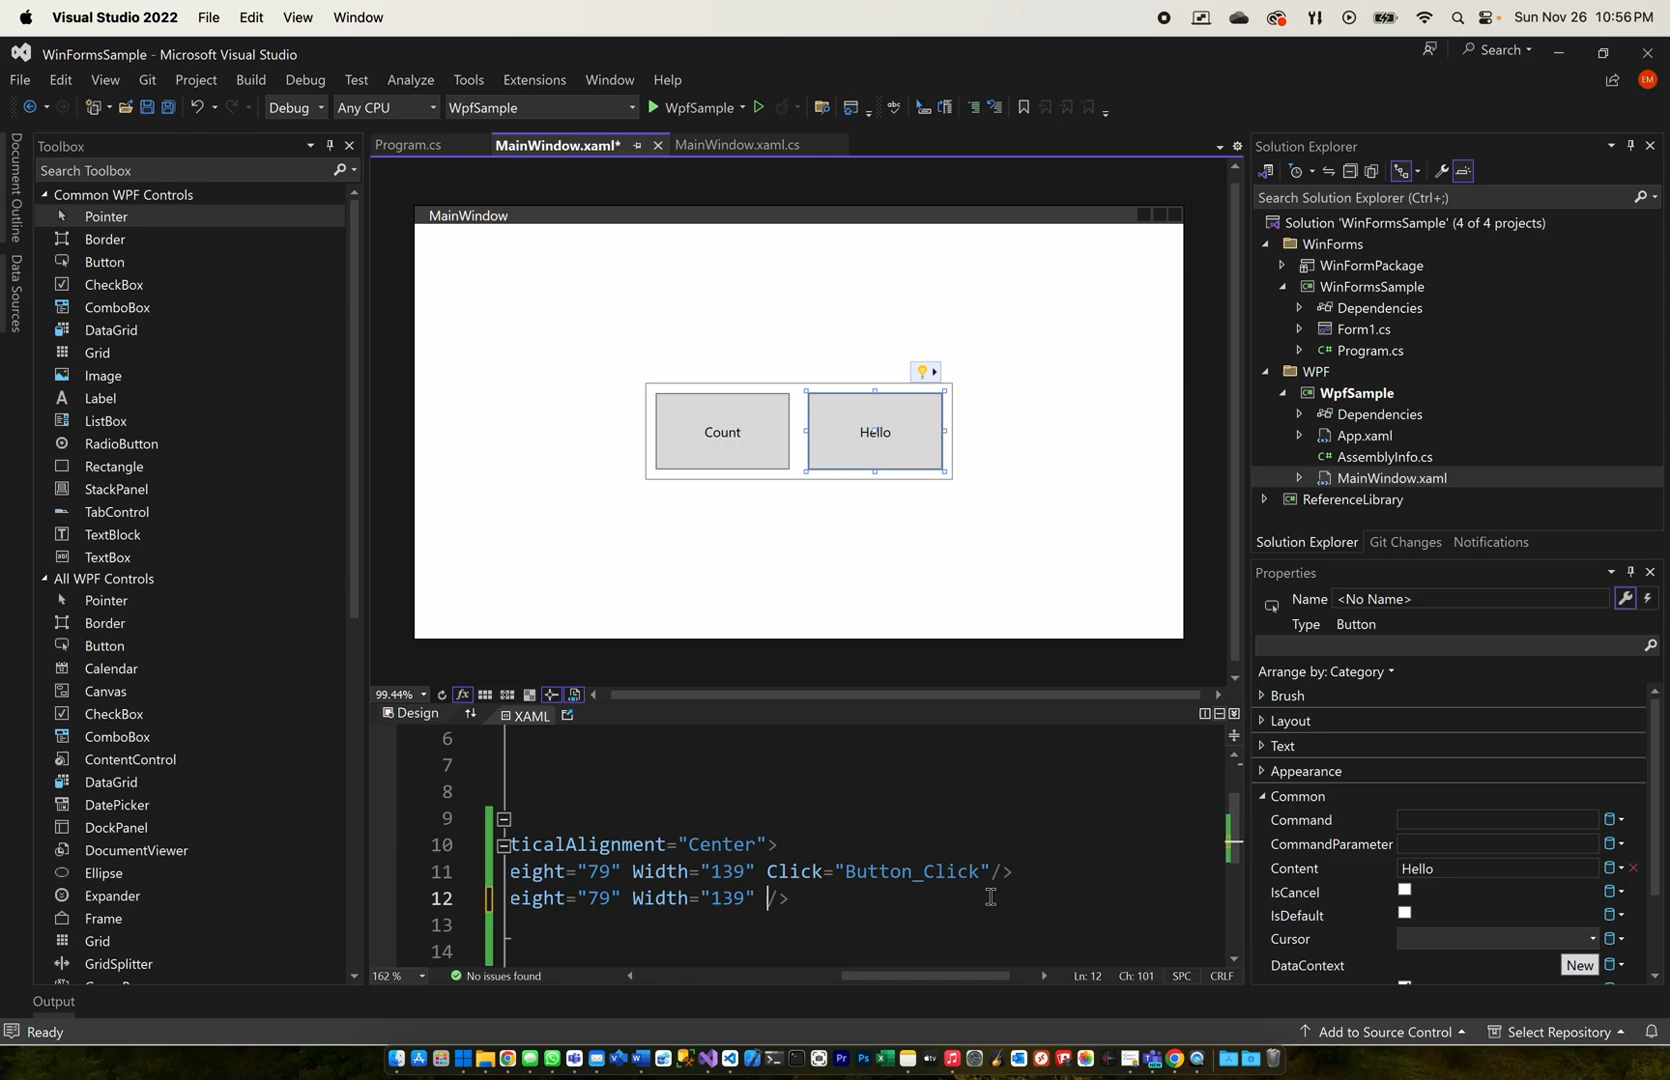 Visual Studio 2022 File Edit View Window Sun Nov 26 10:56 PM
WinFormsSample - Microsoft Visual Studio
Search
File Edit View Git Project Build Debug Test Analyze Tools Extensions Window Help
EM
Debug Any CPU WpfSample WpfSample
Document Outline
Data Sources
Toolbox
Search Toolbox
Common WPF Controls
Pointer
Border
Button
CheckBox
ComboBox
DataGrid
Grid
Image
Label
ListBox
RadioButton
Rectangle
StackPanel
TabControl
TextBlock
TextBox
All WPF Controls
Pointer
Border
Button
Calendar
Canvas
CheckBox
ComboBox
ContentControl
DataGrid
DatePicker
DockPanel
DocumentViewer
Ellipse
Expander
Frame
Grid
GridSplitter
Program.cs MainWindow.xaml* MainWindow.xaml.cs
MainWindow
Count Hello
99.44%
Design XAML
6
7
8
9
10 ticalAlignment="Center">
11 eight="79" Width="139" Click="Button_Click"/>
12 eight="79" Width="139" />
13
14
162 % No issues found Ln: 12 Ch: 101 SPC CRLF
Solution Explorer
Search Solution Explorer (Ctrl+;)
Solution 'WinFormsSample' (4 of 4 projects)
WinForms
WinFormPackage
WinFormsSample
Dependencies
Form1.cs
C# Program.cs
WPF
WpfSample
Dependencies
App.xaml
C# AssemblyInfo.cs
MainWindow.xaml
ReferenceLibrary
Solution Explorer Git Changes Notifications
Properties
Name <No Name>
Type Button
Arrange by: Category
Brush
Layout
Text
Appearance
Common
Command
CommandParameter
Content Hello
IsCancel
IsDefault
Cursor
DataContext New
Output
Ready Add to Source Control Select Repository